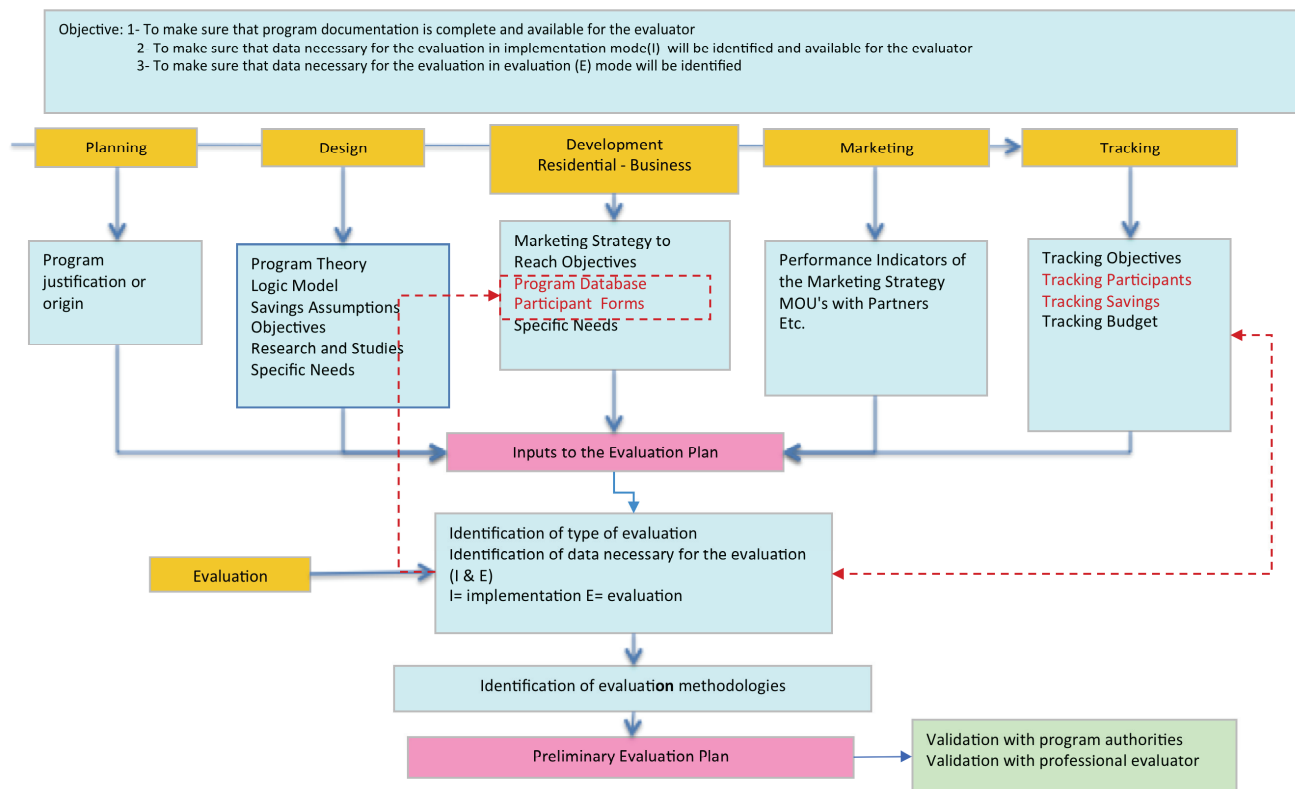 Objective: 1- To make sure that program documentation is complete and available for the evaluator
2 To make sure that data necessary for the evaluation in implementation mode(I) will be identified and available for the evaluator
3- To make sure that data necessary for the evaluation in evaluation (E) mode will be identified
Planning
Design
Development
Residential - Business
Marketing
Tracking
Program
justification or
origin
Program Theory
Logic Model
Savings Assumptions
Objectives
Research and Studies
Specific Needs
Marketing Strategy to
Reach Objectives
Program Database
Participant Forms
Specific Needs
Performance Indicators of
the Marketing Strategy
MOU's with Partners
Etc.
Tracking Objectives
Tracking Participants
Tracking Savings
Tracking Budget
Inputs to the Evaluation Plan
Evaluation
Identification of type of evaluation
Identification of data necessary for the evaluation
(I & E)
I= implementation E= evaluation
Identification of evaluation methodologies
Preliminary Evaluation Plan
Validation with program authorities
Validation with professional evaluator